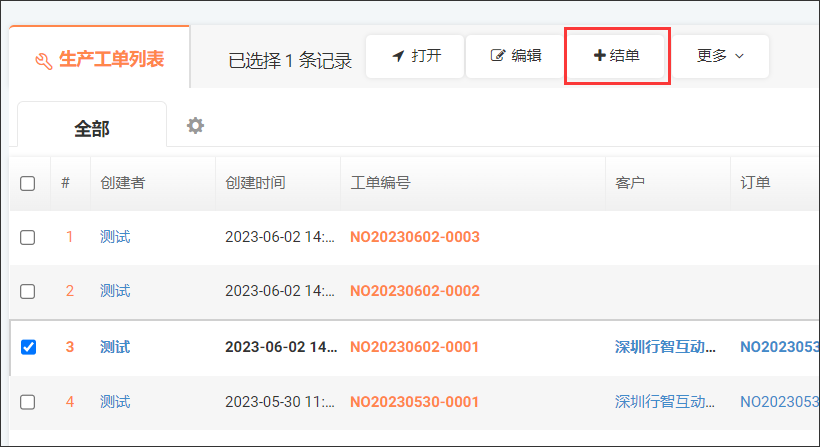 生产工单列表 已选择 1 条记录 打开 编辑 结单 更多
全部
# 创建者 创建时间 工单编号 客户 订单
1 测试 2023-06-02 14:... NO20230602-0003
2 测试 2023-06-02 14:... NO20230602-0002
3 测试 2023-06-02 14... NO20230602-0001 深圳行智互动... NO2023053
4 测试 2023-05-30 11:... NO20230530-0001 深圳行智互动... NO2023053